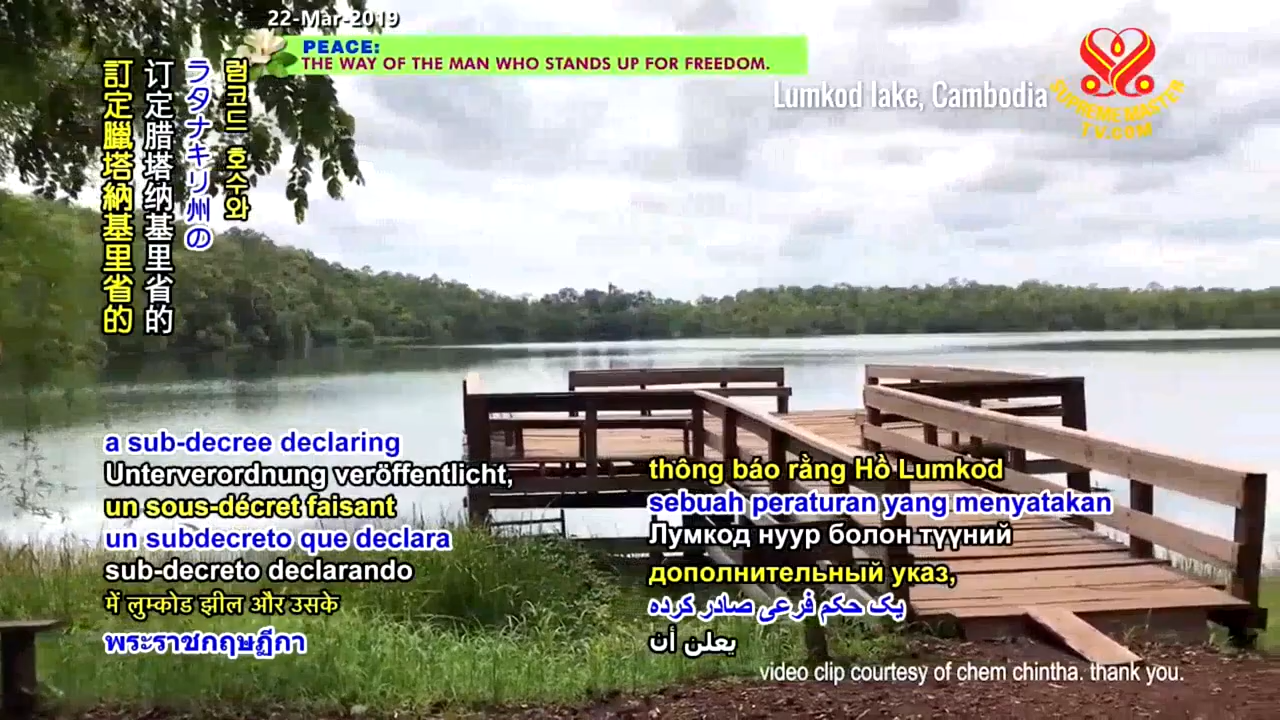 22-Mar-2019
PEACE:
THE WAY OF THE MAN WHO STANDS UP FOR FREEDOM.
Lumkod lake, Cambodia
SUPREME MASTER
TV.COM
럼코드 호수와
ラタナキリ州の
订定腊塔纳基里省的
訂定臘塔納基里省的
a sub-decree declaring
Unterverordnung veröffentlicht,
un sous-décret faisant
un subdecreto que declara
sub-decreto declarando
में लुम्कोड झील और उसके
พระราชกฤษฎีกา
thông báo rằng Hồ Lumkod
sebuah peraturan yang menyatakan
Лумкод нуур болон түүний
дополнительный указ,
یک حکم فرعی صادر کرده
يعلن أن
video clip courtesy of chem chintha. thank you.